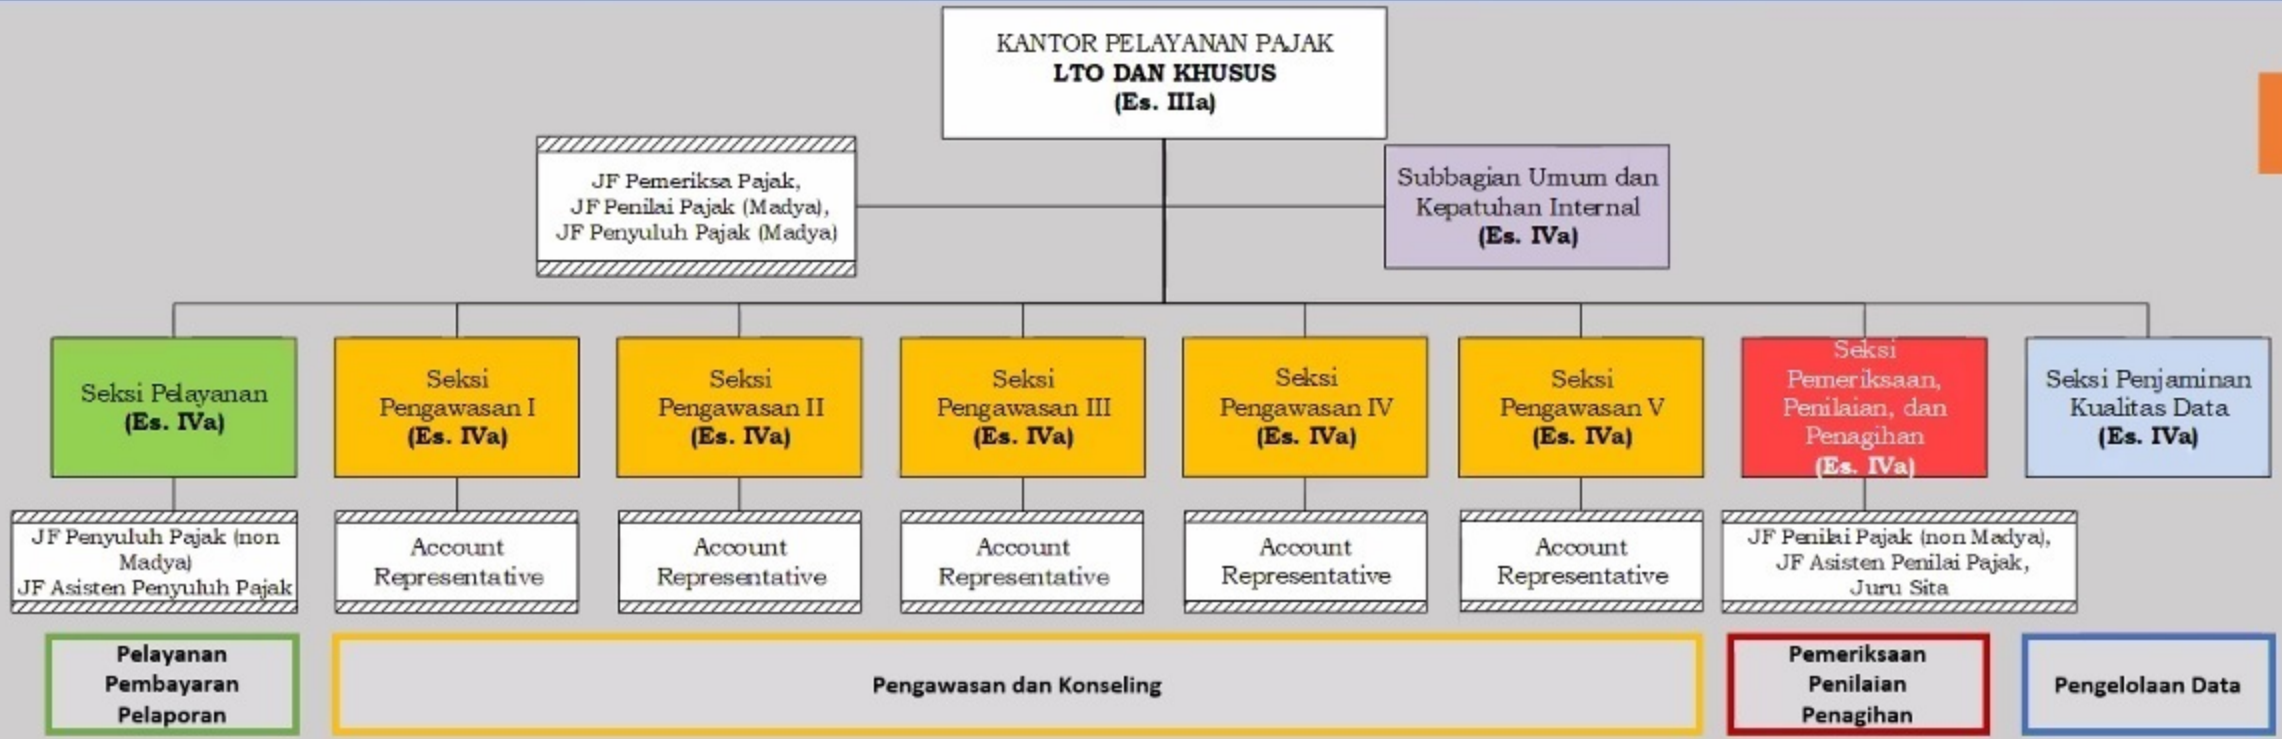 KANTOR PELAYANAN PAJAK
LTO DAN KHUSUS
(Es. IIIa)
JF Pemeriksa Pajak,
JF Penilai Pajak (Madya),
JF Penyuluh Pajak (Madya)
Subbagian Umum dan
Kepatuhan Internal
(Es. IVa)
Seksi Pelayanan
(Es. IVa)
Seksi
Pengawasan I
(Es. IVa)
Seksi
Pengawasan II
(Es. IVa)
Seksi
Pengawasan III
(Es. IVa)
Seksi
Pengawasan IV
(Es. IVa)
Seksi
Pengawasan V
(Es. IVa)
Seksi
Pemeriksaan,
Penilaian, dan
Penagihan
(Es. IVa)
Seksi Penjaminan
Kualitas Data
(Es. IVa)
JF Penyuluh Pajak (non
Madya)
JF Asisten Penyuluh Pajak
Account
Representative
Account
Representative
Account
Representative
Account
Representative
Account
Representative
JF Penilai Pajak (non Madya),
JF Asisten Penilai Pajak,
Juru Sita
Pelayanan
Pembayaran
Pelaporan
Pengawasan dan Konseling
Pemeriksaan
Penilaian
Penagihan
Pengelolaan Data